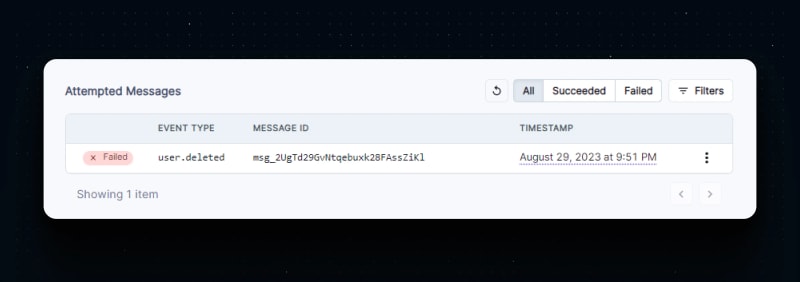 Attempted Messages All Succeeded Failed Filters
EVENT TYPE MESSAGE ID TIMESTAMP
× Failed user.deleted msg_2UgTd29GvNtqebuxk28FAssZiKl August 29, 2023 at 9:51 PM
Showing 1 item